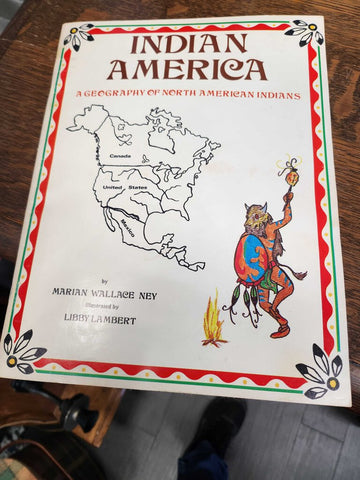 INDIAN
AMERICA
A GEOGRAPHY OF NORTH AMERICAN INDIANS
Canada
United States
Mexico
by
MARIAN WALLACE NEY
Illustrated by
LIBBY LAMBERT